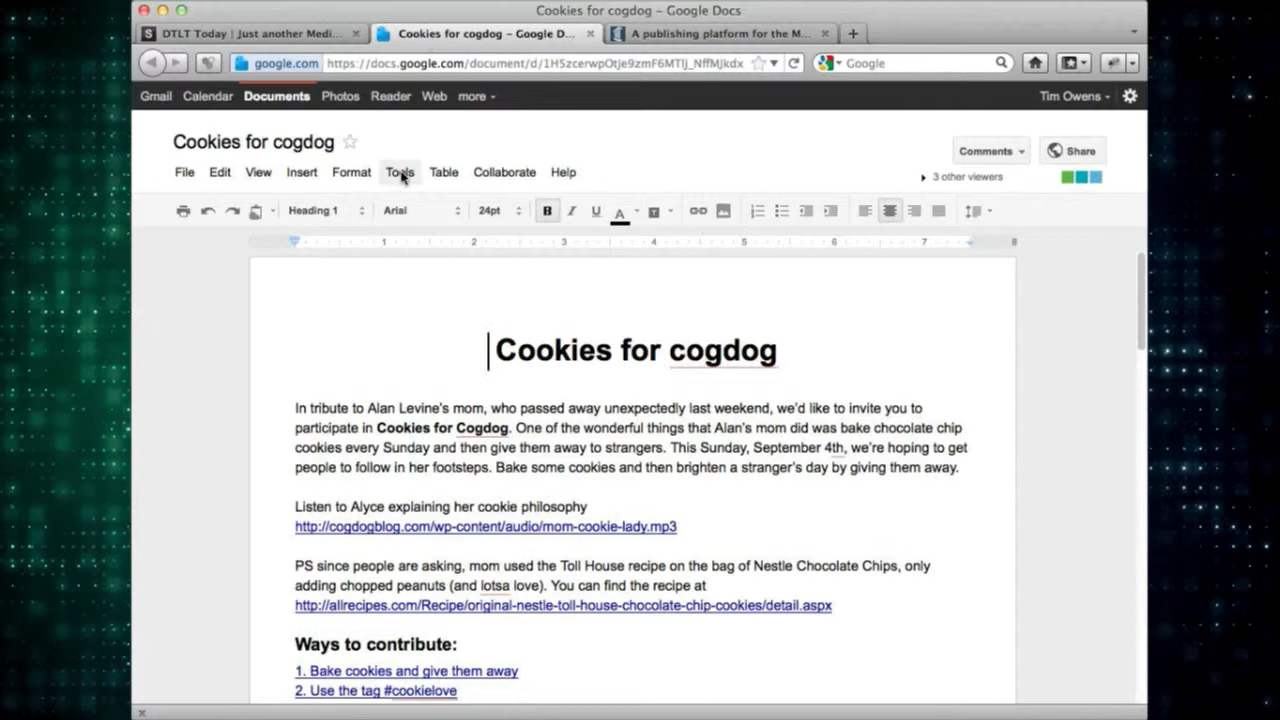 Cookies for cogdog – Google Docs
DTLT Today | Just another Medi...
Cookies for cogdog – Google D...
A publishing platform for the M...
google.com https://docs.google.com/document/d/
Google
Gmail Calendar Documents Photos Reader Web more
Tim Owens
Cookies for cogdog
Comments
Share
File Edit View Insert Format Tools Table Collaborate Help
3 other viewers
Heading 1 Arial 24pt B I U A T
1 2 3 4 5 6 7 8
Cookies for cogdog
In tribute to Alan Levine's mom, who passed away unexpectedly last weekend, we'd like to invite you to
participate in Cookies for Cogdog. One of the wonderful things that Alan's mom did was bake chocolate chip
cookies every Sunday and then give them away to strangers. This Sunday, September 4th, we're hoping to get
people to follow in her footsteps. Bake some cookies and then brighten a stranger's day by giving them away.
Listen to Alyce explaining her cookie philosophy
http://cogdogblog.com/wp-content/audio/mom-cookie-lady.mp3
PS since people are asking, mom used the Toll House recipe on the bag of Nestle Chocolate Chips, only
adding chopped peanuts (and lotsa love). You can find the recipe at
http://allrecipes.com/Recipe/original-nestle-toll-house-chocolate-chip-cookies/detail.aspx
Ways to contribute:
1. Bake cookies and give them away
2. Use the tag #cookielove